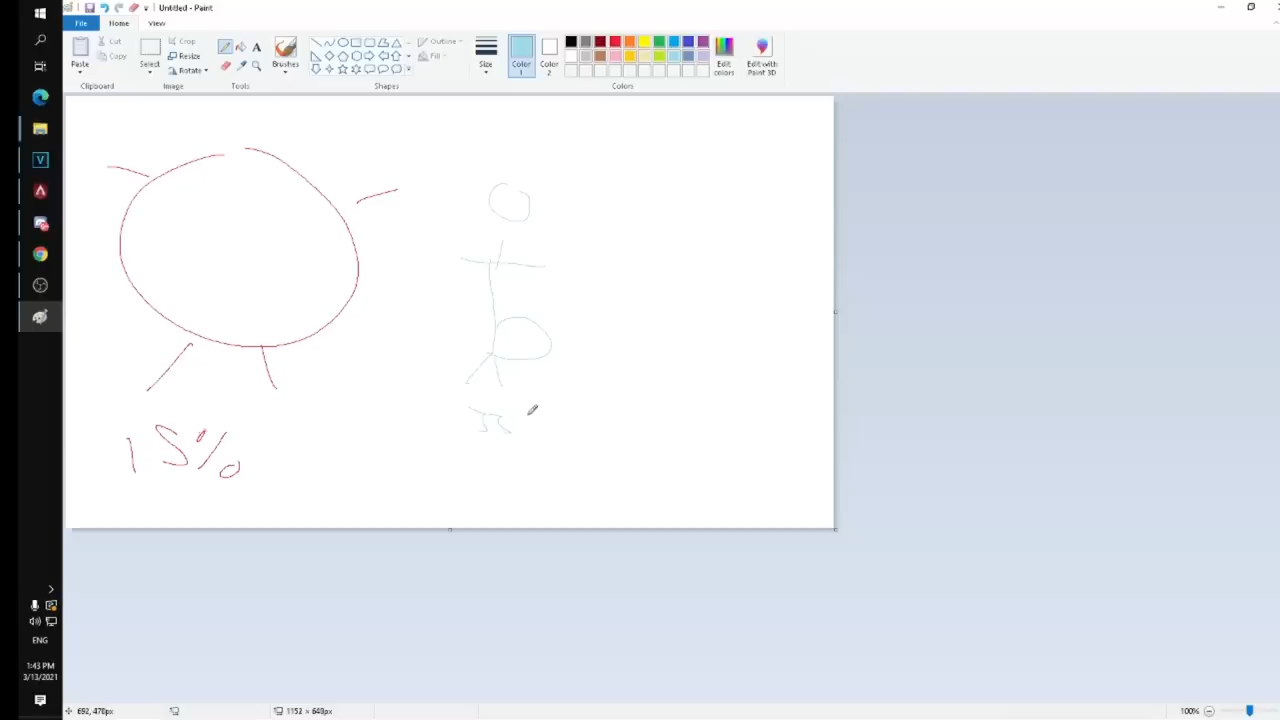 Untitled - Paint
File Home View
Paste
Cut
Copy
Clipboard
Select
Crop
Resize
Rotate
Image
Tools
Brushes
Shapes
Outline
Fill
Size
Color 1
Color 2
Edit colors
Edit with Paint 3D
Colors
15%
ENG
1:43 PM
3/13/2021
692, 478px
1152 × 648px
100%